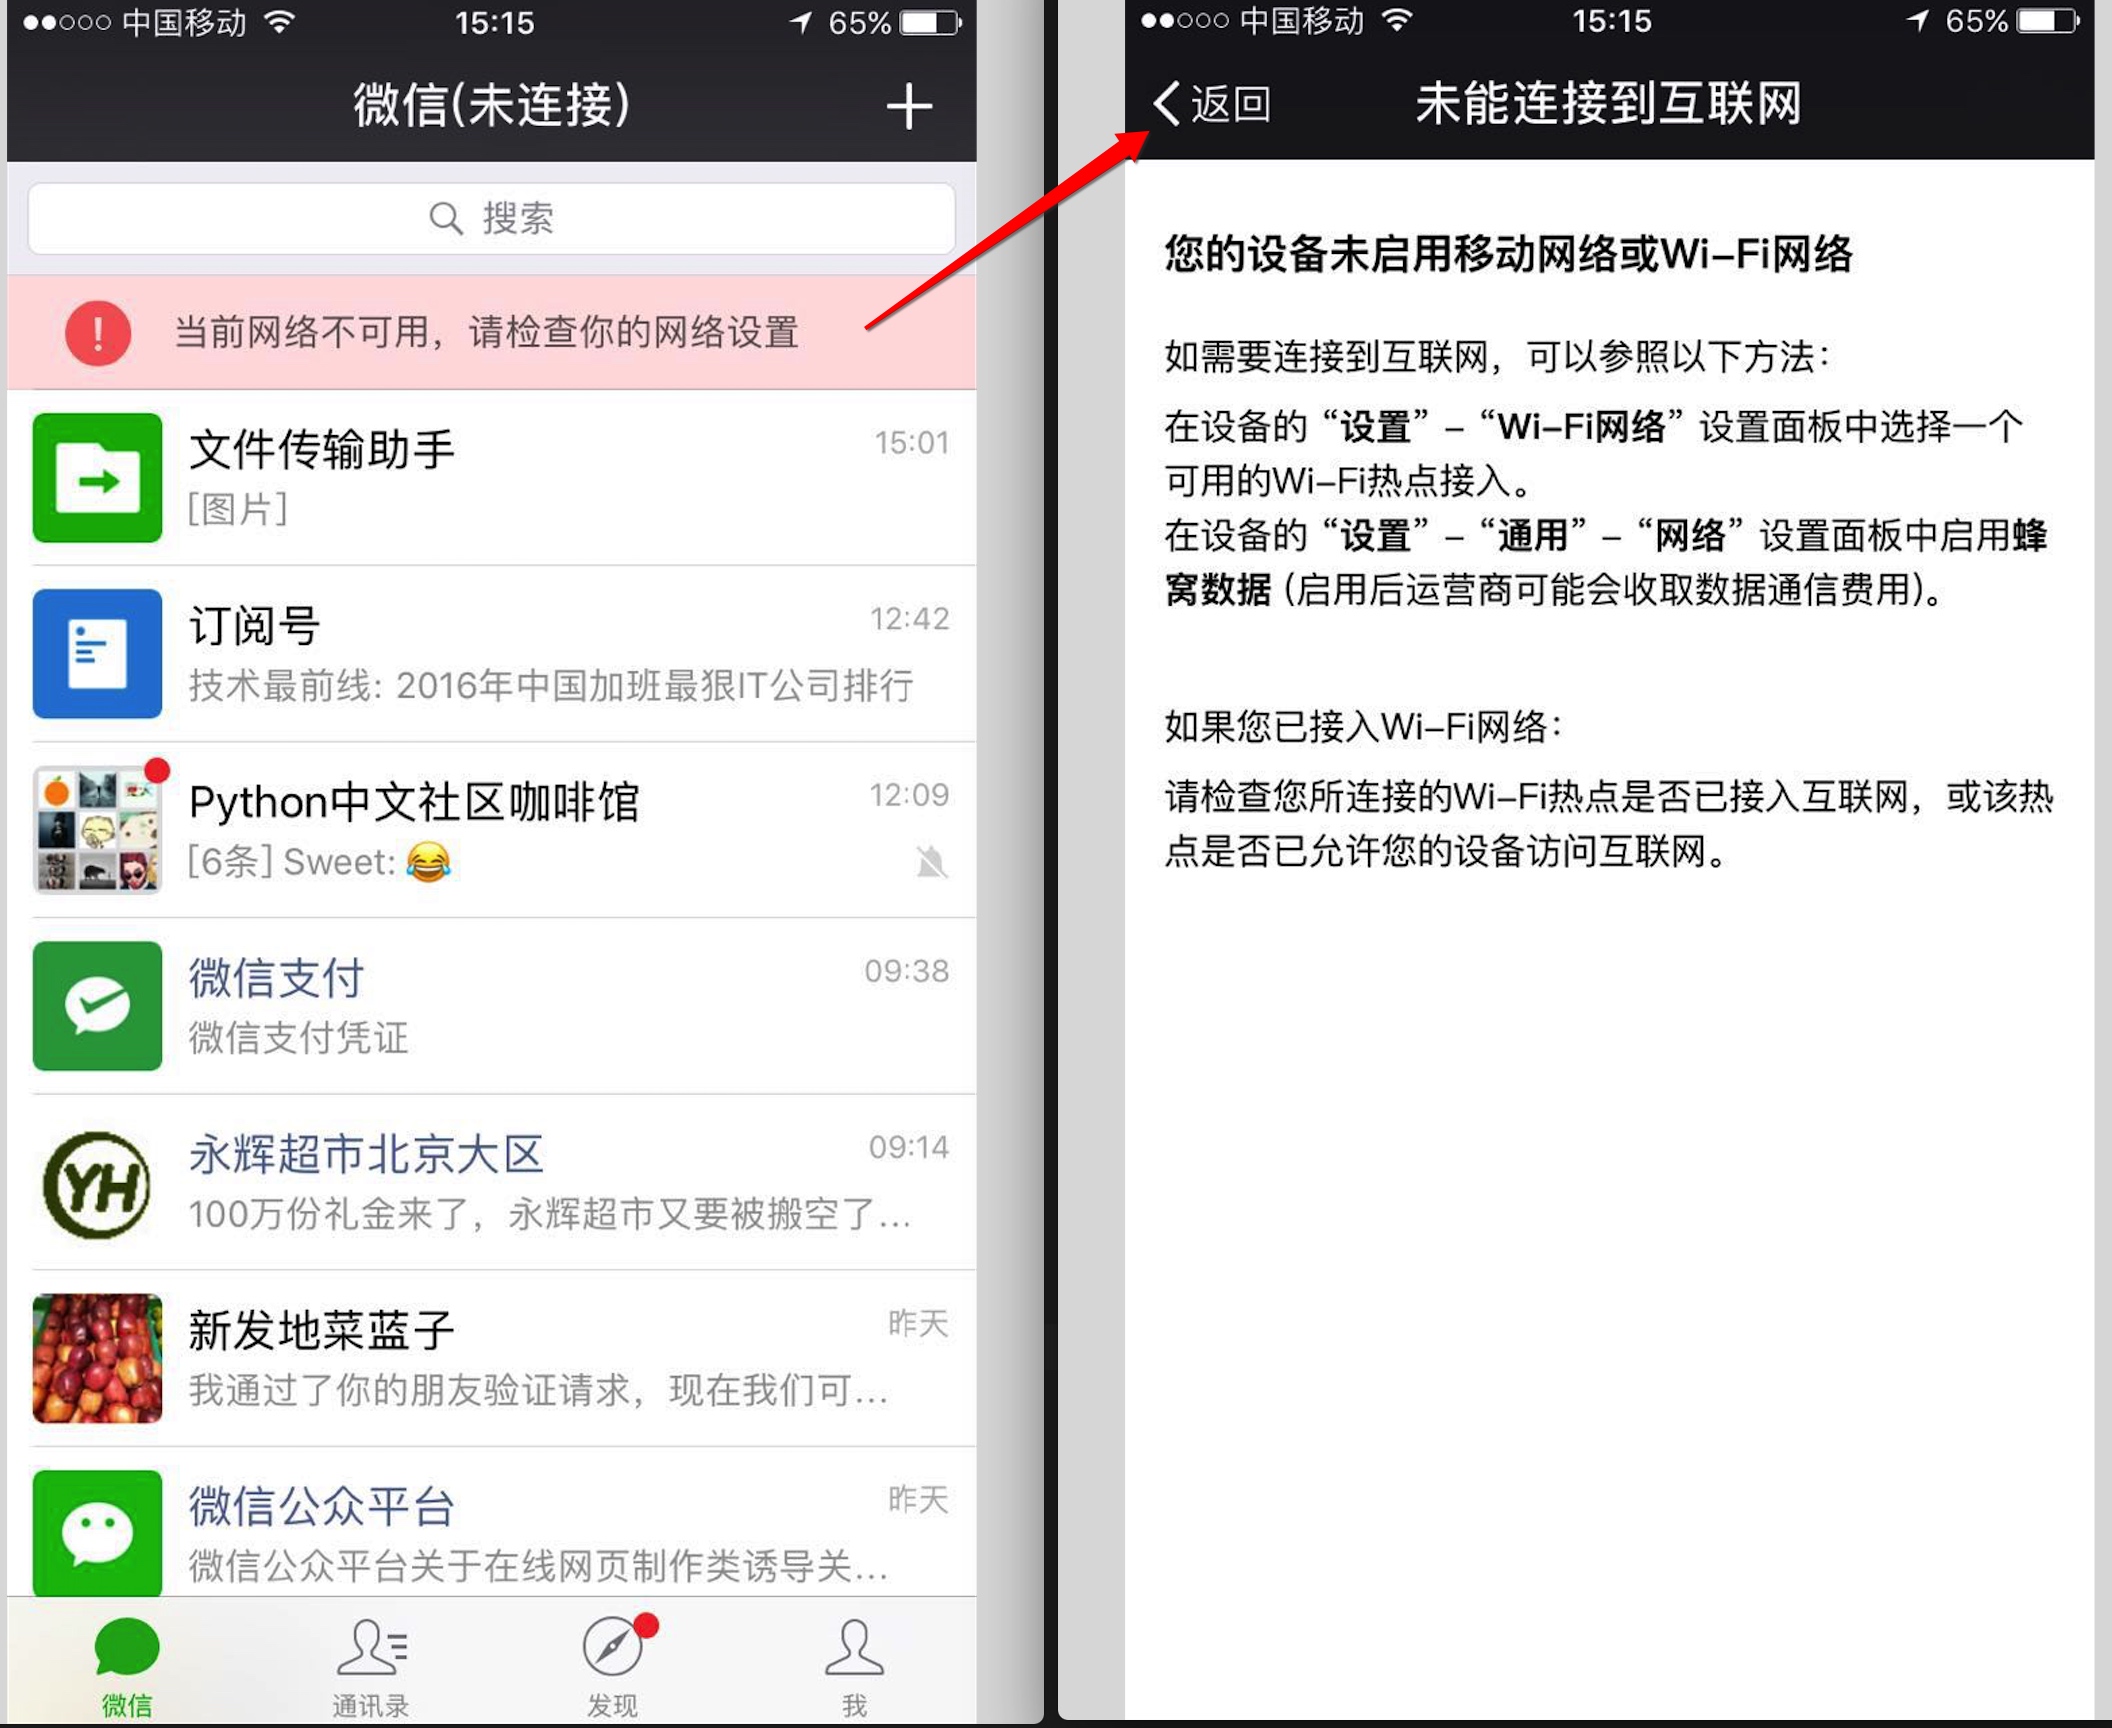 中国移动
15:15
65%
微信(未连接)
搜索
当前网络不可用，请检查你的网络设置
文件传输助手
15:01
[图片]
订阅号
12:42
技术最前线: 2016年中国加班最狠IT公司排行
Python中文社区咖啡馆
12:09
[6条] Sweet: 😂
微信支付
09:38
微信支付凭证
YH
永辉超市北京大区
09:14
100万份礼金来了，永辉超市又要被搬空了...
新发地菜蓝子
昨天
我通过了你的朋友验证请求，现在我们可...
微信公众平台
昨天
微信公众平台关于在线网页制作类诱导关...
微信
通讯录
发现
我
中国移动
15:15
65%
返回
未能连接到互联网
您的设备未启用移动网络或Wi-Fi网络
如需要连接到互联网，可以参照以下方法：
在设备的“设置” – “Wi-Fi网络”设置面板中选择一个
可用的Wi-Fi热点接入。
在设备的“设置” – “通用” – “网络”设置面板中启用蜂
窝数据 (启用后运营商可能会收取数据通信费用)。
如果您已接入Wi-Fi网络：
请检查您所连接的Wi-Fi热点是否已接入互联网，或该热
点是否已允许您的设备访问互联网。